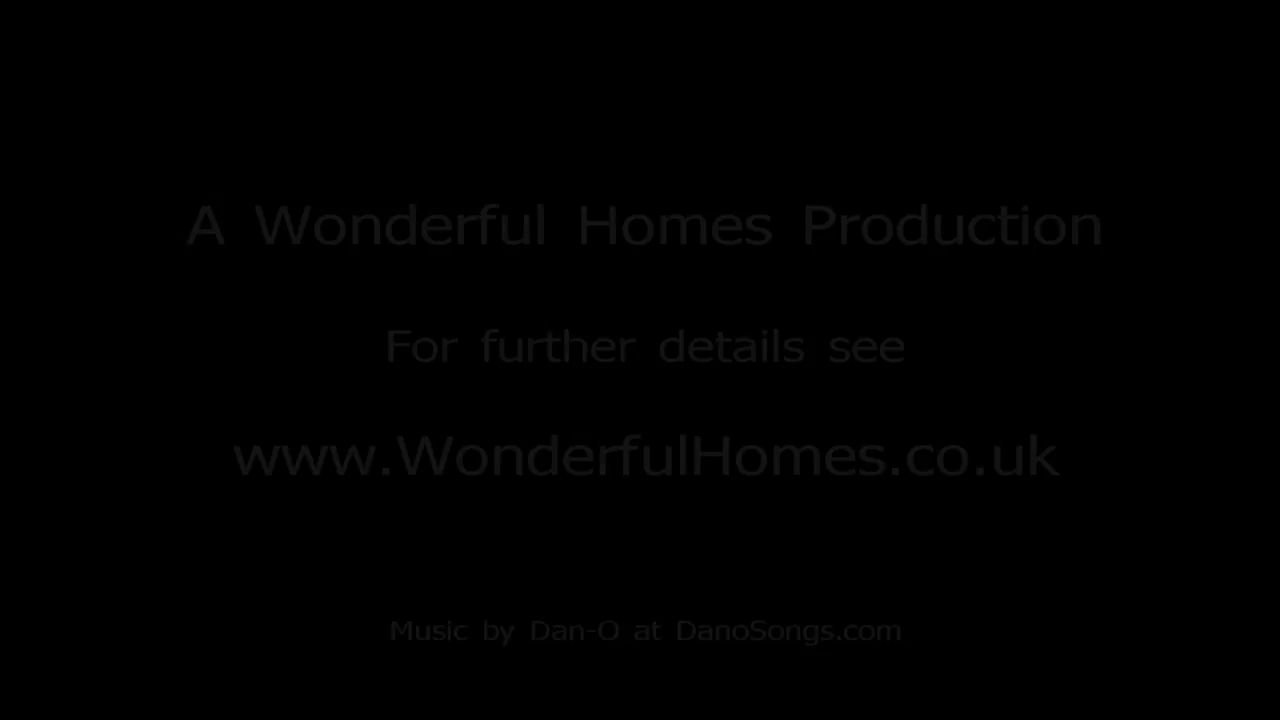 A Wonderful Homes Production
For further details see
www.WonderfulHomes.co.uk
Music by Dan-O at DanoSongs.com